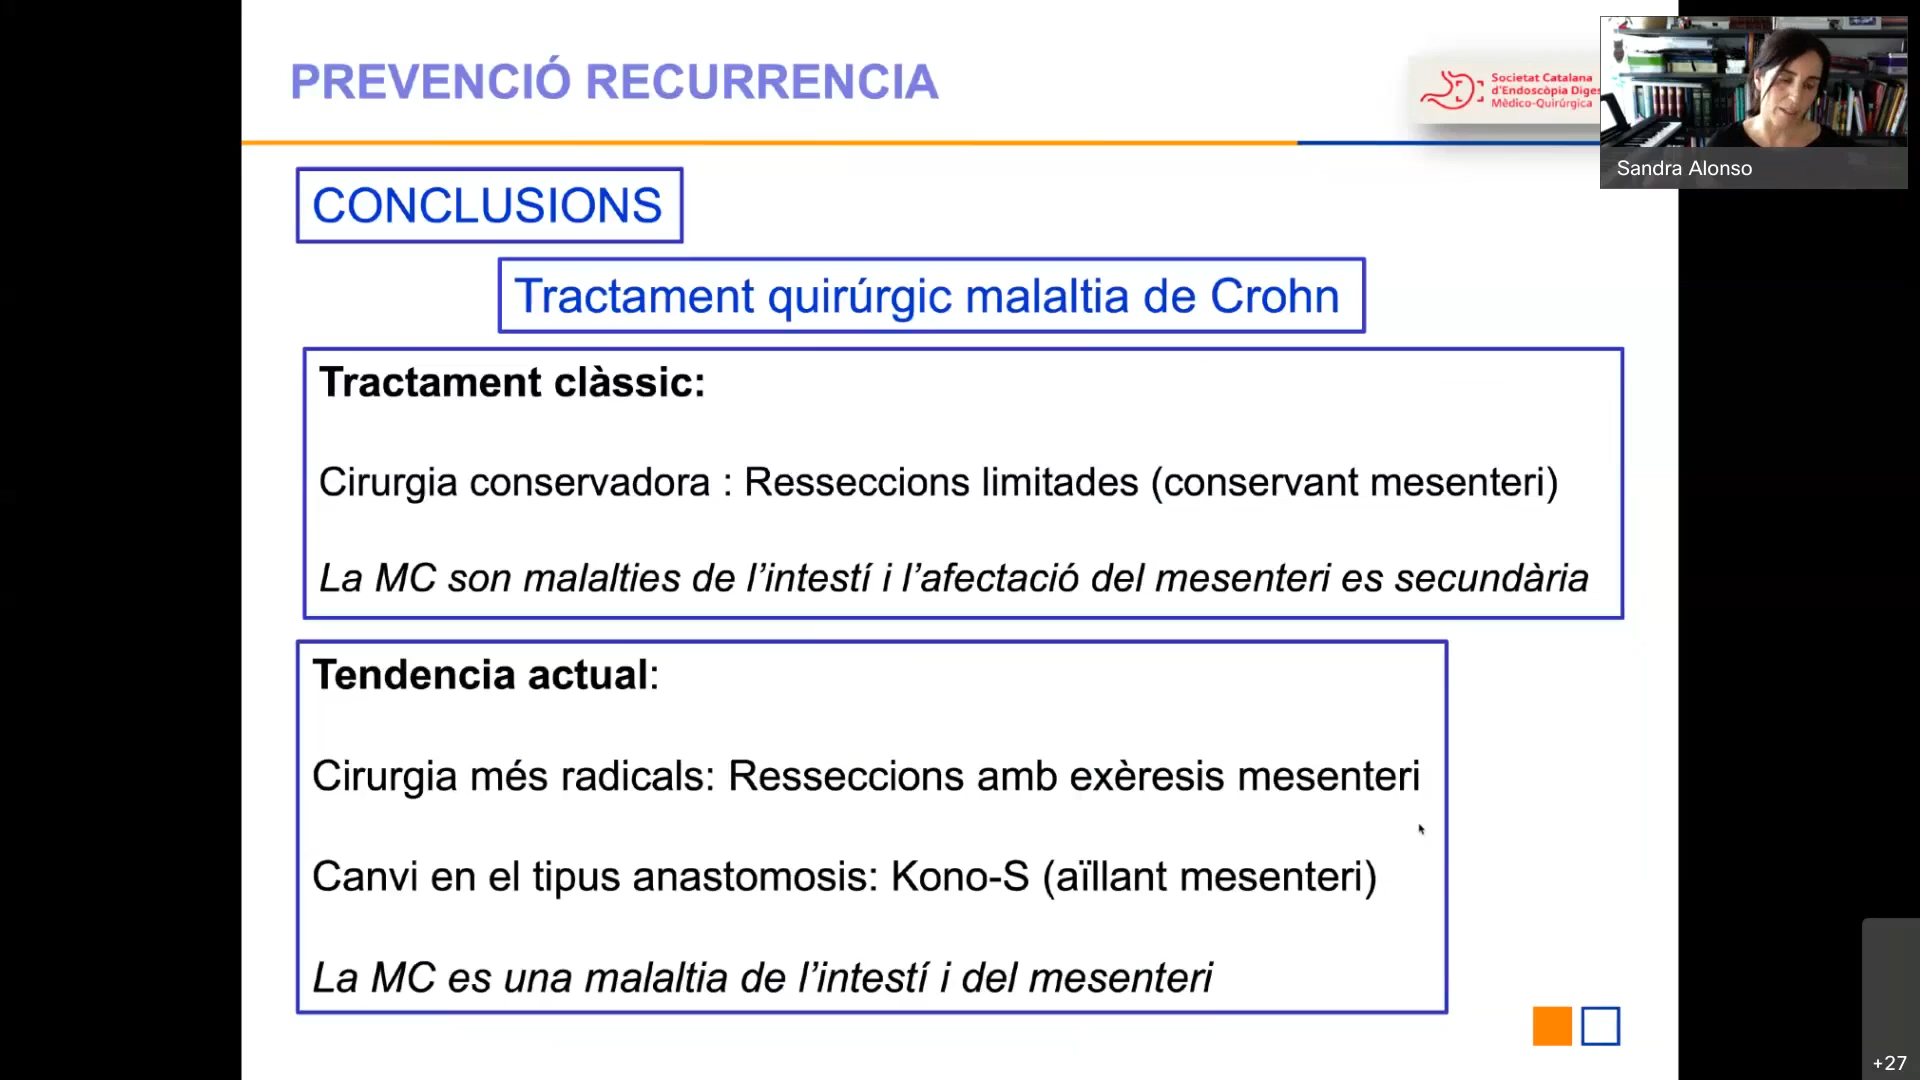 PREVENCIÓ RECURRENCIA
Societat Catalana
d'Endoscòpia
Mèdico-Quirúrgica
Sandra Alonso
CONCLUSIONS
Tractament quirúrgic malaltia de Crohn
Tractament clàssic:
Cirurgia conservadora : Resseccions limitades (conservant mesenteri)
La MC son malalties de l’intestí i l’afectació del mesenteri es secundària
Tendencia actual:
Cirurgia més radicals: Resseccions amb exèresis mesenteri
Canvi en el tipus anastomosis: Kono-S (aïllant mesenteri)
La MC es una malaltia de l’intestí i del mesenteri
+27